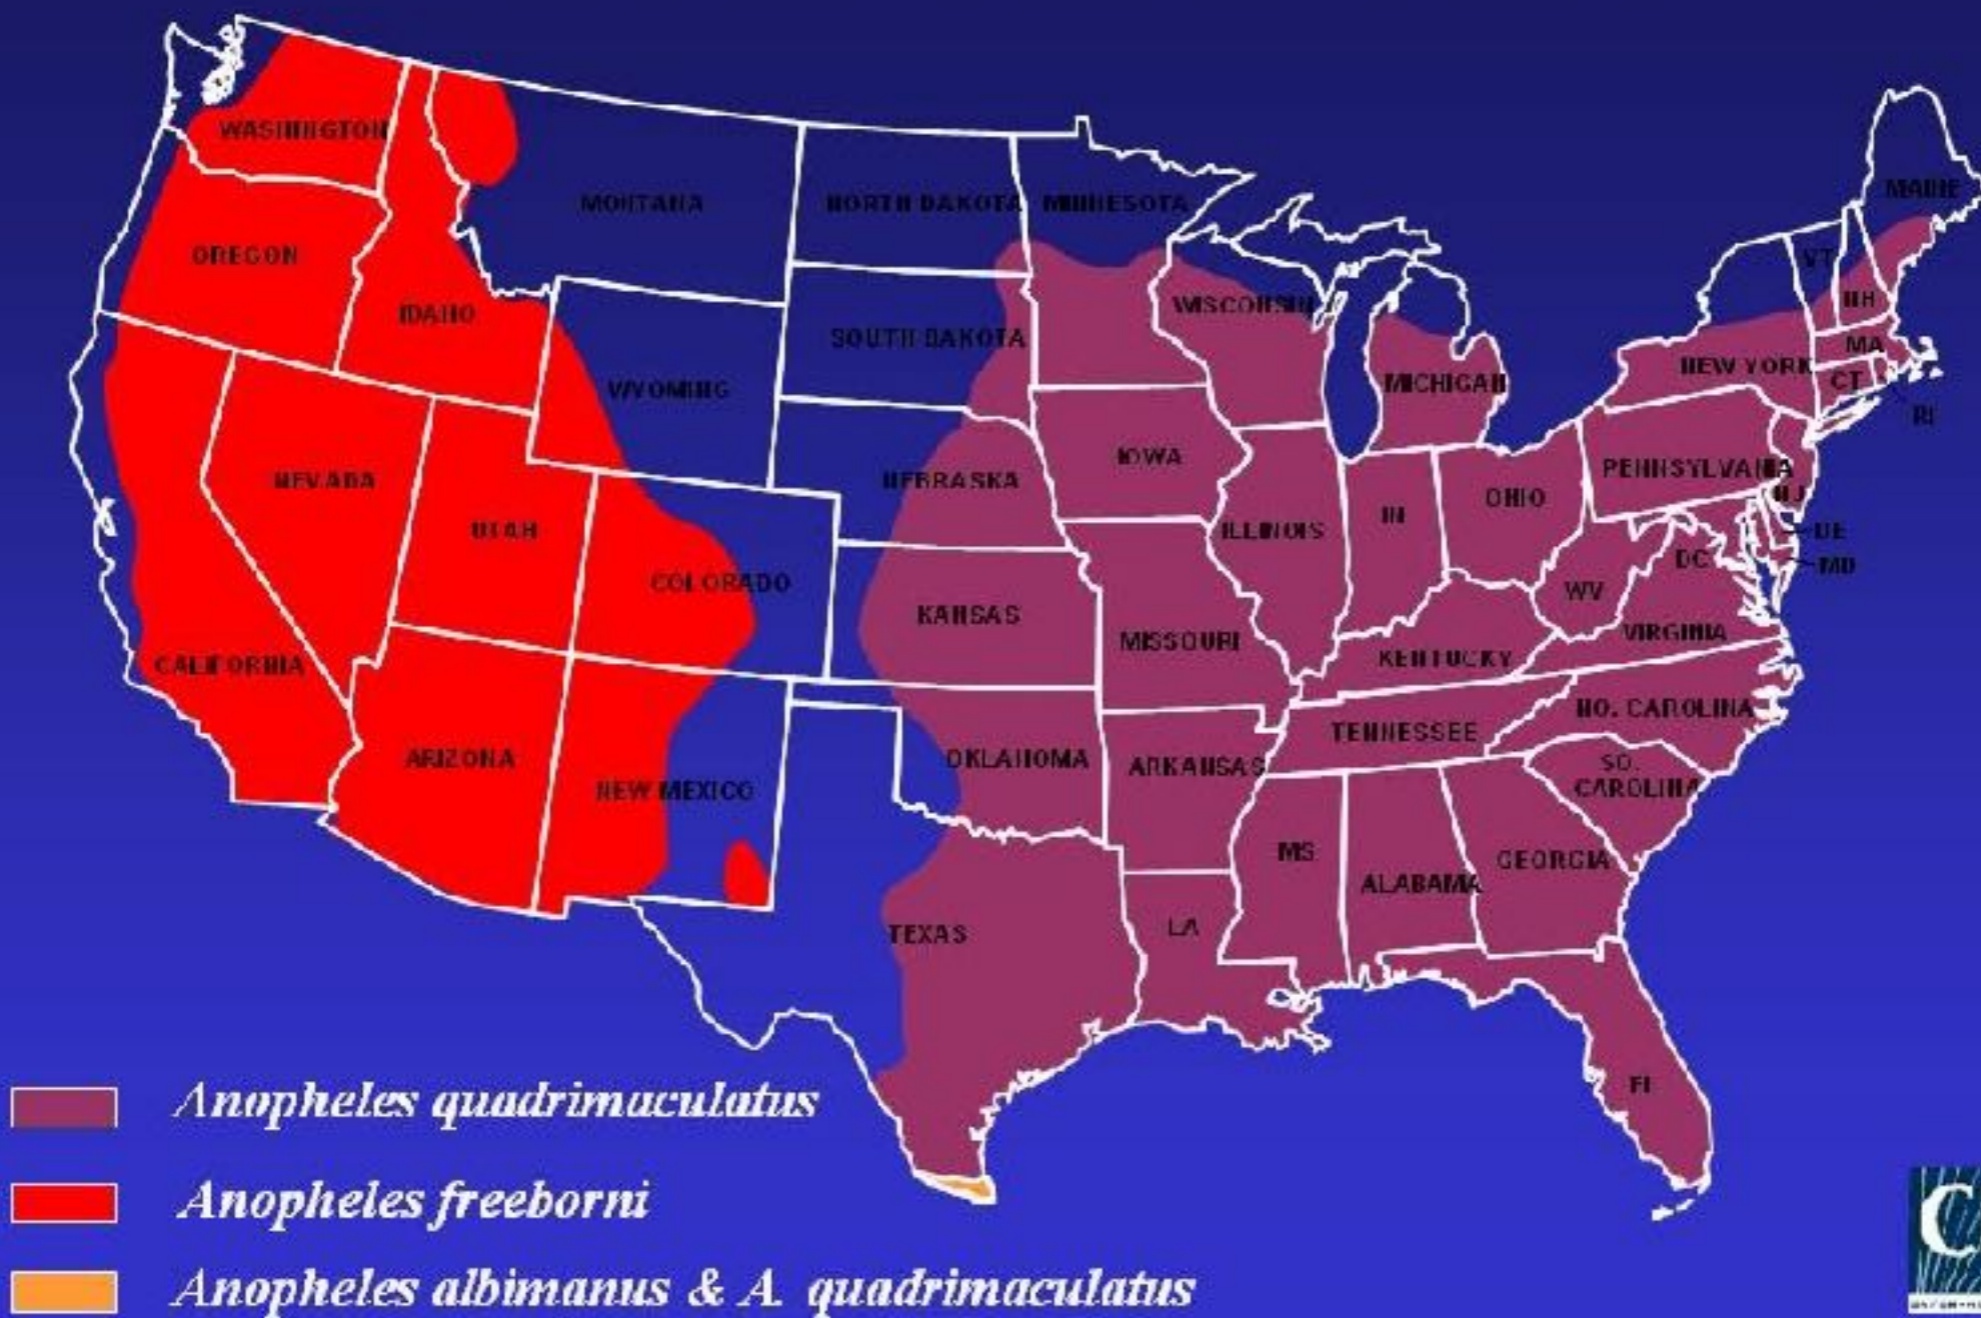 WASHINGTON
MONTANA
NORTH DAKOTA
MINNESOTA
MAINE
OREGON
VT
IDAHO
WISCONSIN
NH
SOUTH DAKOTA
MA
NEW YORK
WYOMING
MICHIGAN
CT
RI
IOWA
PENNSYLVANIA
NEVADA
NEBRASKA
OHIO
NJ
IN
UTAH
ILLINOIS
DE
DC
MD
COLORADO
WV
KANSAS
VIRGINIA
MISSOURI
KENTUCKY
CALIFORNIA
NO. CAROLINA
TENNESSEE
ARIZONA
OKLAHOMA
ARKANSAS
SO.
CAROLINA
NEW MEXICO
MS
GEORGIA
ALABAMA
LA
TEXAS
Fl
Anopheles quadrimaculatus
Anopheles freeborni
Anopheles albimanus & A. quadrimaculatus
C